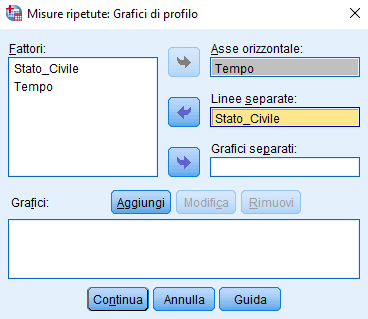 Misure ripetute: Grafici di profilo
Fattori:
Stato_Civile
Tempo
Asse orizzontale:
Tempo
Linee separate:
Stato_Civile
Grafici separati:
Grafici:
Aggiungi
Modifica
Rimuovi
Continua
Annulla
Guida